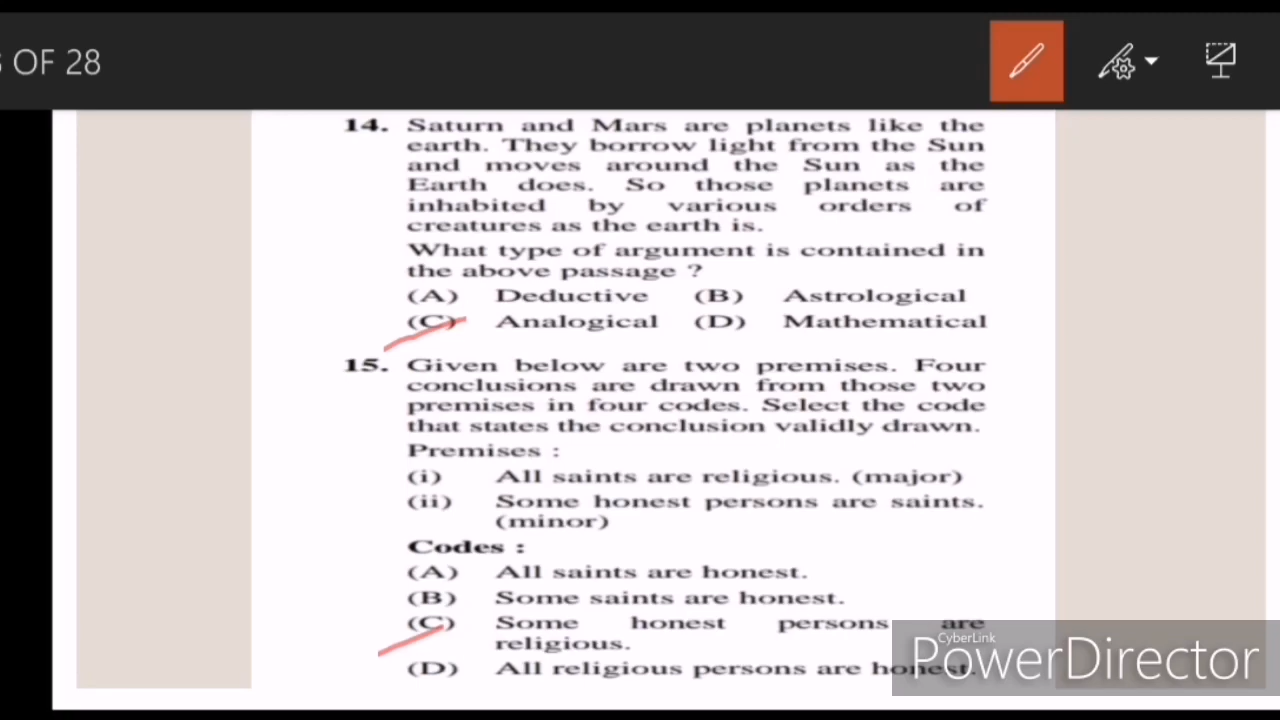 OF 28
14. Saturn and Mars are planets like the
earth. They borrow light from the Sun
and moves around the Sun as the
Earth does. So those planets are
inhabited by various orders of
creatures as the earth is.
What type of argument is contained in
the above passage ?
(A) Deductive (B) Astrological
(C) Analogical (D) Mathematical
15. Given below are two premises. Four
conclusions are drawn from those two
premises in four codes. Select the code
that states the conclusion validly drawn.
Premises :
(i) All saints are religious. (major)
(ii) Some honest persons are saints.
(minor)
Codes :
(A) All saints are honest.
(B) Some saints are honest.
(C) Some honest persons are
religious.
(D) All religious persons are honest.
CyberLink
PowerDirector